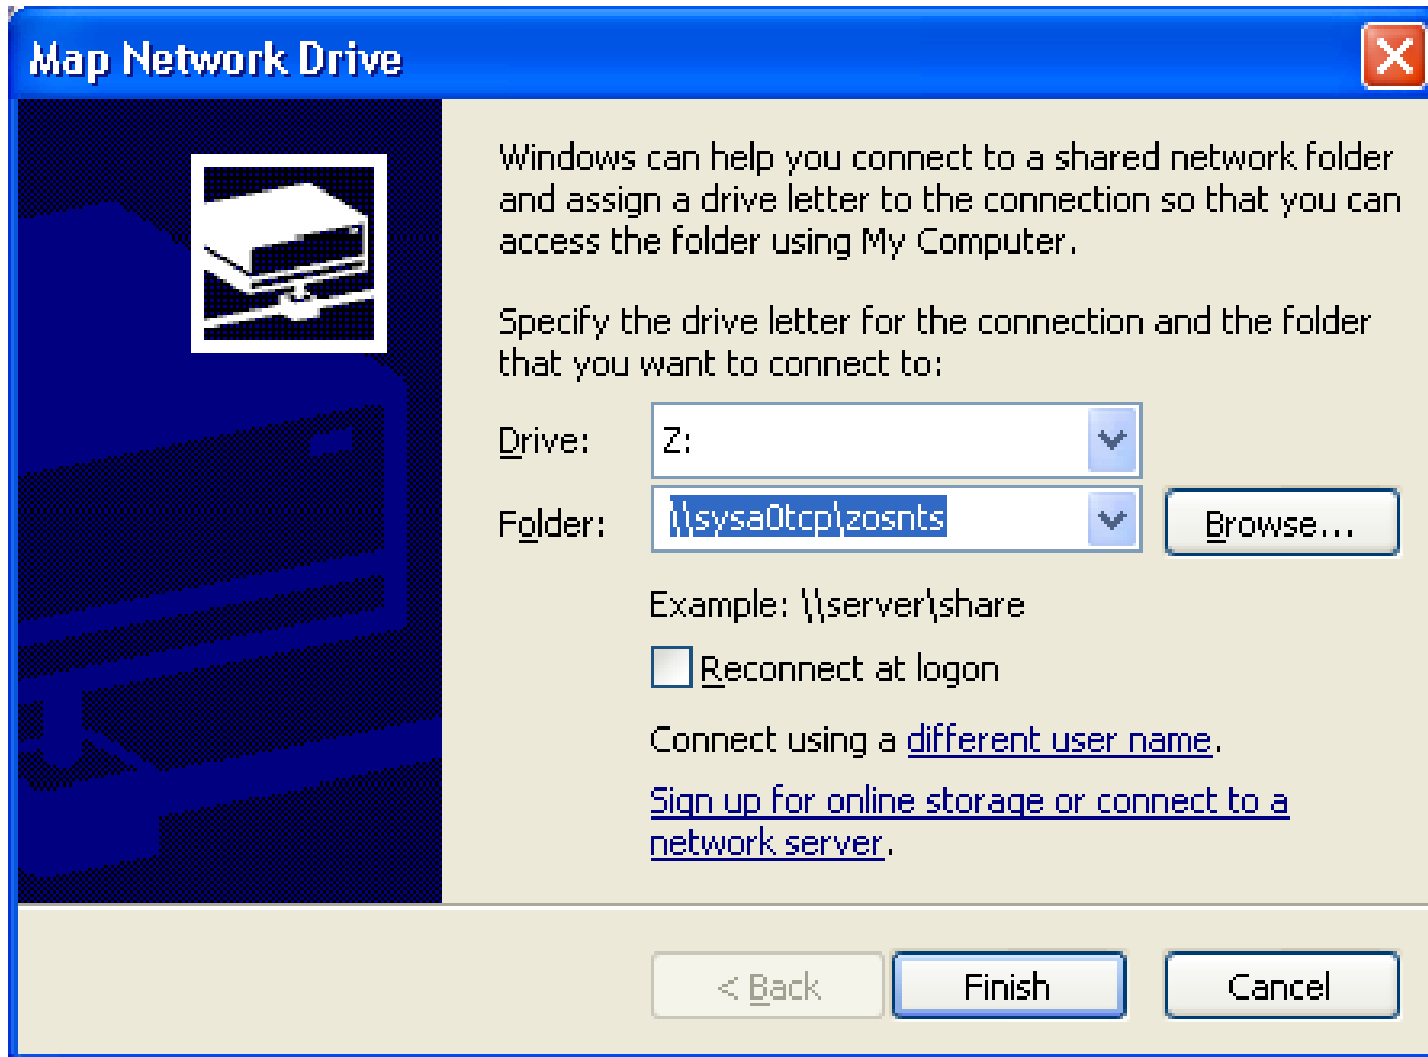 Map Network Drive
Windows can help you connect to a shared network folder
and assign a drive letter to the connection so that you can
access the folder using My Computer.
Specify the drive letter for the connection and the folder
that you want to connect to:
Drive: Z:
Folder: \\sysa0tcp\zosnts Browse...
Example: \\server\share
Reconnect at logon
Connect using a different user name.
Sign up for online storage or connect to a
network server.
< Back Finish Cancel